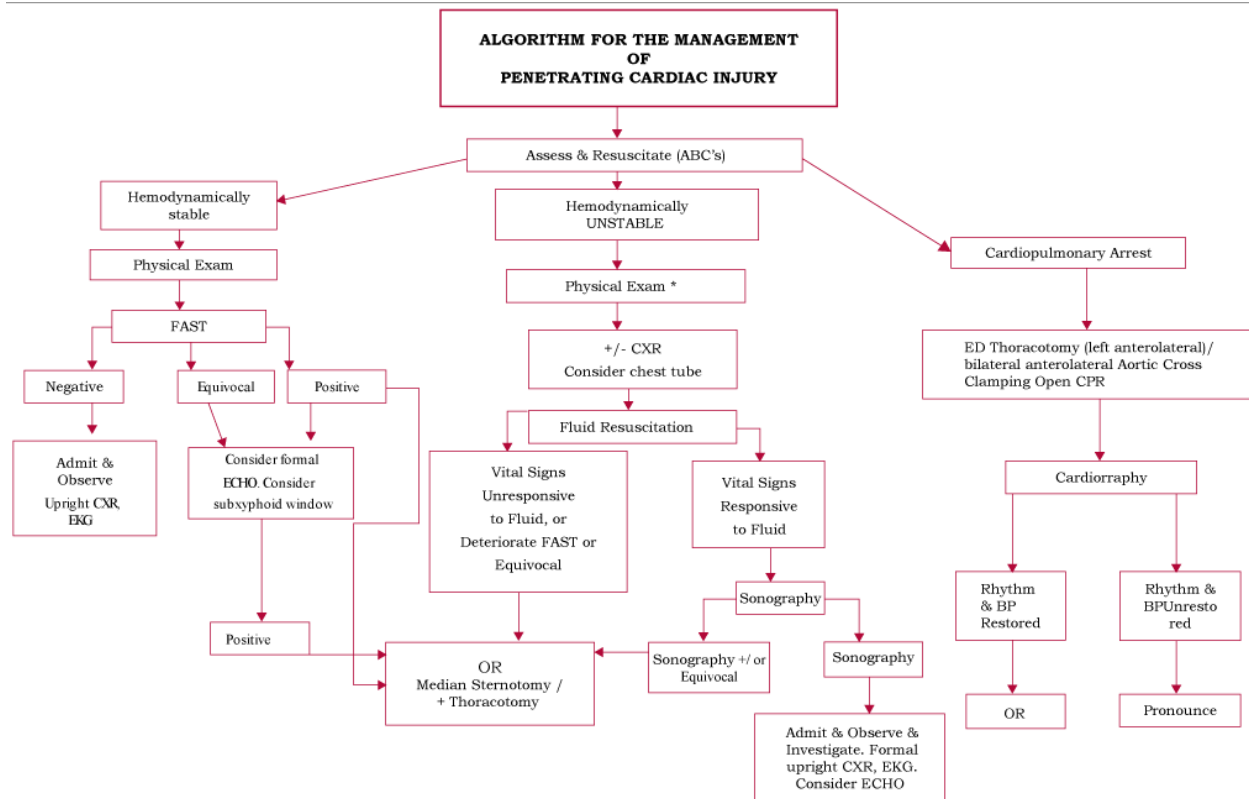 ALGORITHM FOR THE MANAGEMENT
OF
PENETRATING CARDIAC INJURY
Assess & Resuscitate (ABC's)
Hemodynamically
stable
Hemodynamically
UNSTABLE
Cardiopulmonary Arrest
Physical Exam
Physical Exam *
FAST
+/- CXR
Consider chest tube
ED Thoracotomy (left anterolateral)/
bilateral anterolateral Aortic Cross
Clamping Open CPR
Negative
Equivocal
Positive
Fluid Resuscitation
Admit &
Observe
Upright CXR,
EKG
Consider formal
ECHO. Consider
subxyphoid window
Vital Signs
Unresponsive
to Fluid, or
Deteriorate FAST or
Equivocal
Vital Signs
Responsive
to Fluid
Cardiorraphy
Sonography
Rhythm
& BP
Restored
Rhythm &
BPUnresto
red
Positive
OR
Median Sternotomy /
+ Thoracotomy
Sonography +/ or
Equivocal
Sonography
OR
Pronounce
Admit & Observe &
Investigate. Formal
upright CXR, EKG.
Consider ECHO